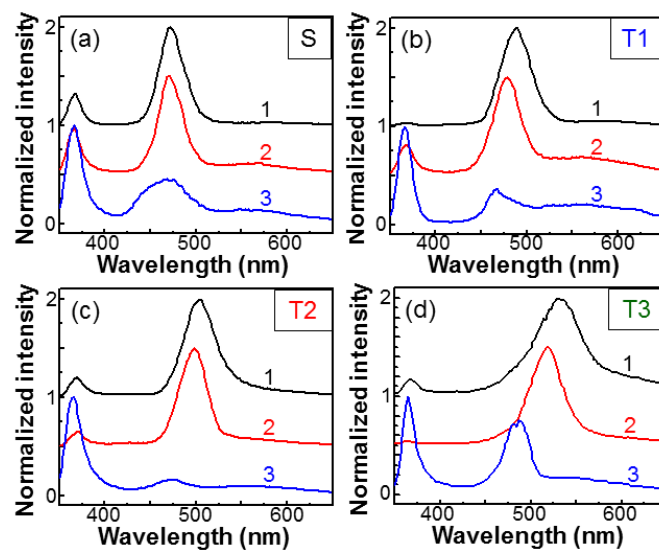 (a) S
Normalized intensity
2
1
0
1
2
3
400 500 600
Wavelength (nm)
(b) T1
Normalized intensity
2
1
0
1
2
3
400 500 600
Wavelength (nm)
(c) T2
Normalized intensity
2
1
0
1
2
3
400 500 600
Wavelength (nm)
(d) T3
Normalized intensity
2
1
0
1
2
3
400 500 600
Wavelength (nm)